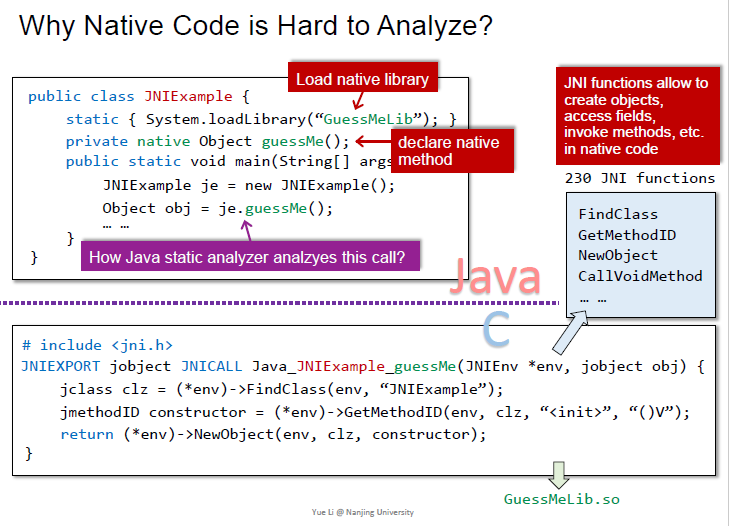 Why Native Code is Hard to Analyze?
Load native library
public class JNIExample {
static { System.loadLibrary(“GuessMeLib”); }
private native Object guessMe();
declare native
method
public static void main(String[] args
JNIExample je = new JNIExample();
Object obj = je.guessMe();
… …
}
}
How Java static analyzer analzyes this call?
JNI functions allow to
create objects,
access fields,
invoke methods, etc.
in native code
230 JNI functions
FindClass
GetMethodID
NewObject
CallVoidMethod
… …
Java
C
# include <jni.h>
JNIEXPORT jobject JNICALL Java_JNIExample_guessMe(JNIEnv *env, jobject obj) {
jclass clz = (*env)->FindClass(env, “JNIExample”);
jmethodID constructor = (*env)->GetMethodID(env, clz, “<init>”, “()V”);
return (*env)->NewObject(env, clz, constructor);
}
GuessMeLib.so
Yue Li @ Nanjing University